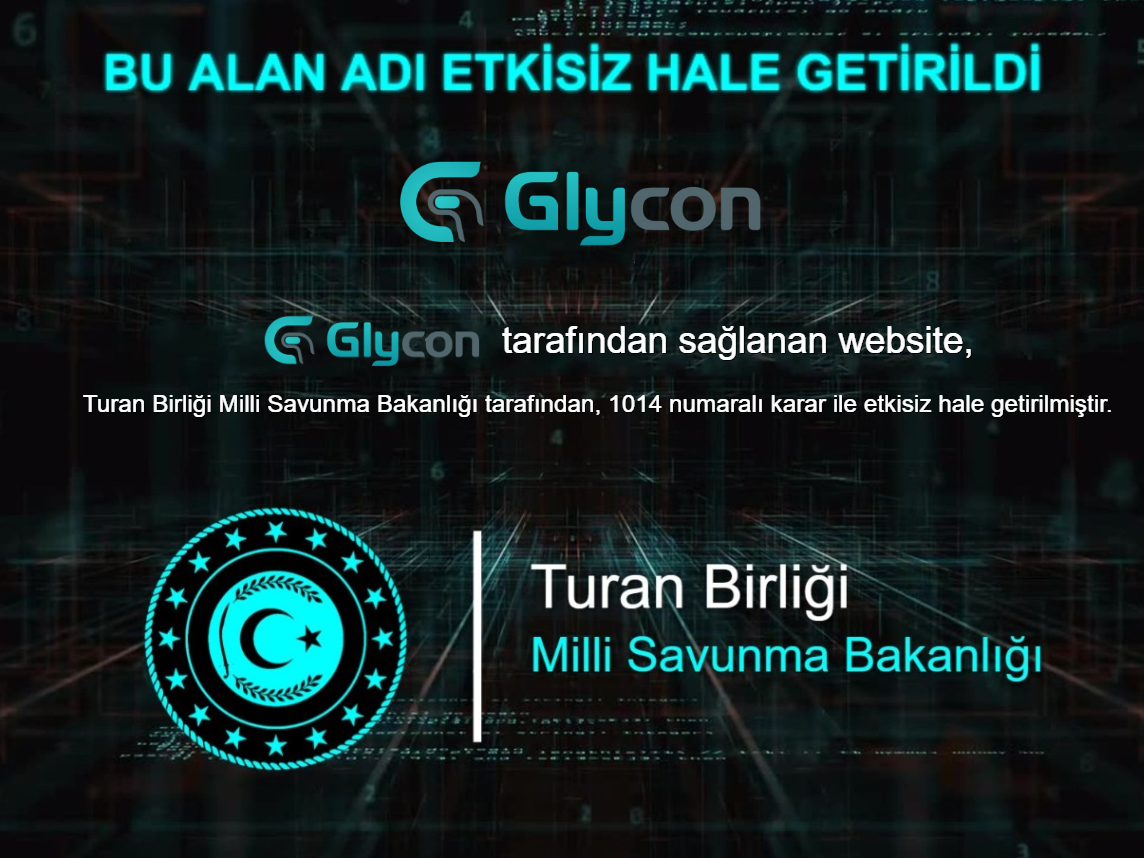 BU ALAN ADI ETKİSİZ HALE GETİRİLDİ
Glycon
Glycon tarafından sağlanan website,
Turan Birliği Milli Savunma Bakanlığı tarafından, 1014 numaralı karar ile etkisiz hale getirilmiştir.
Turan Birliği
Milli Savunma Bakanlığı